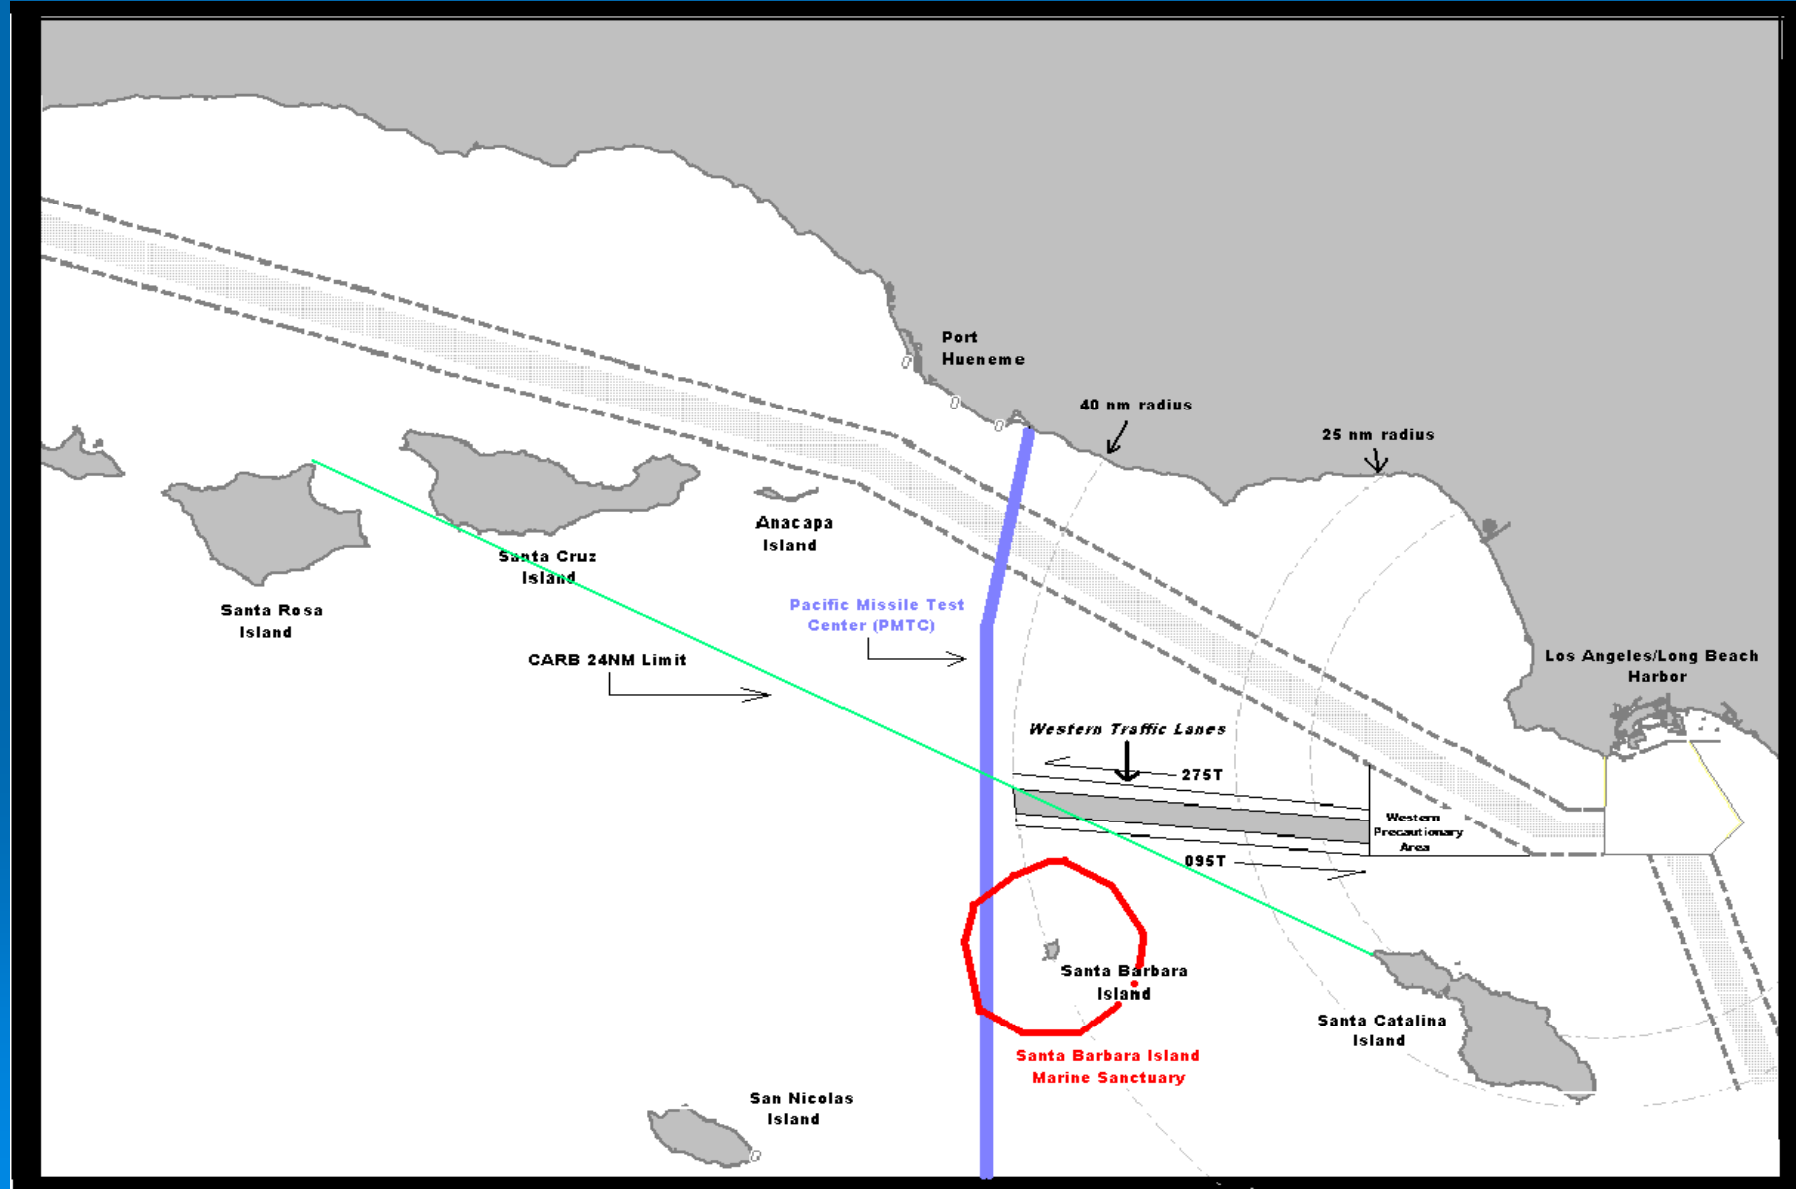 Port
Hueneme
40 nm radius
25 nm radius
Anacapa
Island
Santa Cruz
Island
Santa Rosa
Island
Pacific Missile Test
Center (PMTC)
CARB 24NM Limit
Los Angeles/Long Beach
Harbor
Western Traffic Lanes
275T
Western
Precautionary
Area
095T
Santa Barbara
Island
Santa Catalina
Island
Santa Barbara Island
Marine Sanctuary
San Nicolas
Island